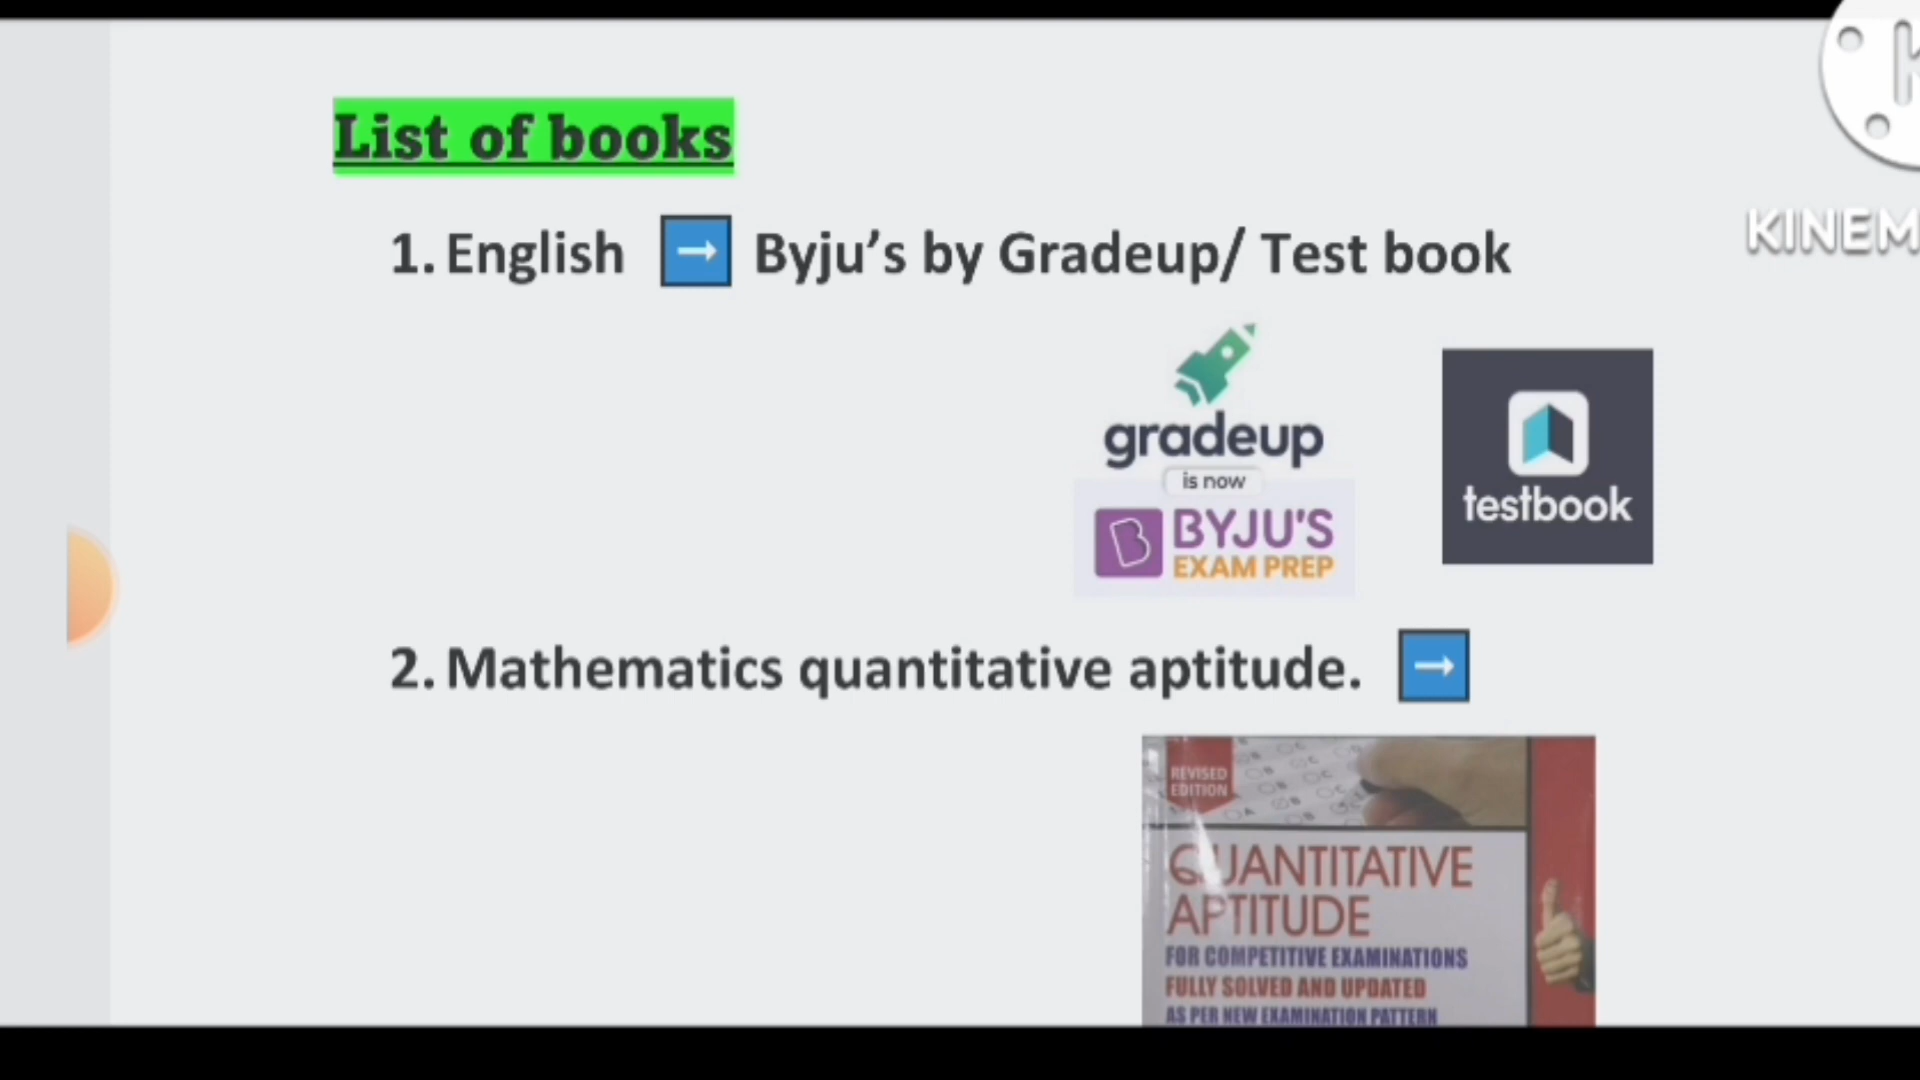 List of books
KINEM
1. English ➡ Byju's by Gradeup/ Test book
gradeup
is now
BYJU'S
EXAM PREP
testbook
2. Mathematics quantitative aptitude. ➡
REVISED
EDITION
QUANTITATIVE
APTITUDE
FOR COMPETITIVE EXAMINATIONS
FULLY SOLVED AND UPDATED
AS PER NEW EXAMINATION PATTERN